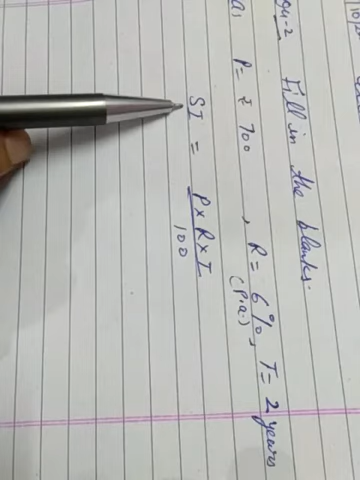 Qu-2 Fill in the blanks.
a, P = ₹ 700 , R = 6%, T = 2 years
(P.a.)
SI = P x R x T
100